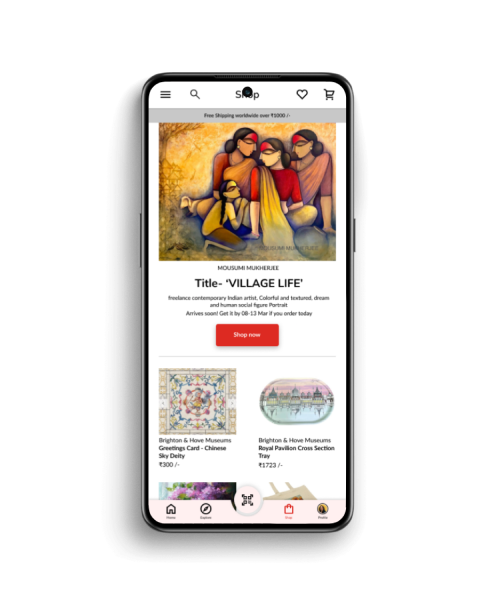 Shop
Free Shipping worldwide over ₹1000 /-
MOUSUMI MUKHERJEE
MOUSUMI MUKHERJEE
Title- ‘VILLAGE LIFE’
freelance contemporary Indian artist, Colorful and textured, dream
and human social figure Portrait
Arrives soon! Get it by 08-13 Mar if you order today
Shop now
Brighton & Hove Museums
Greetings Card - Chinese
Sky Deity
₹300 /-
Brighton & Hove Museums
Royal Pavilion Cross Section
Tray
₹1723 /-
Home
Explore
Shop
Profile